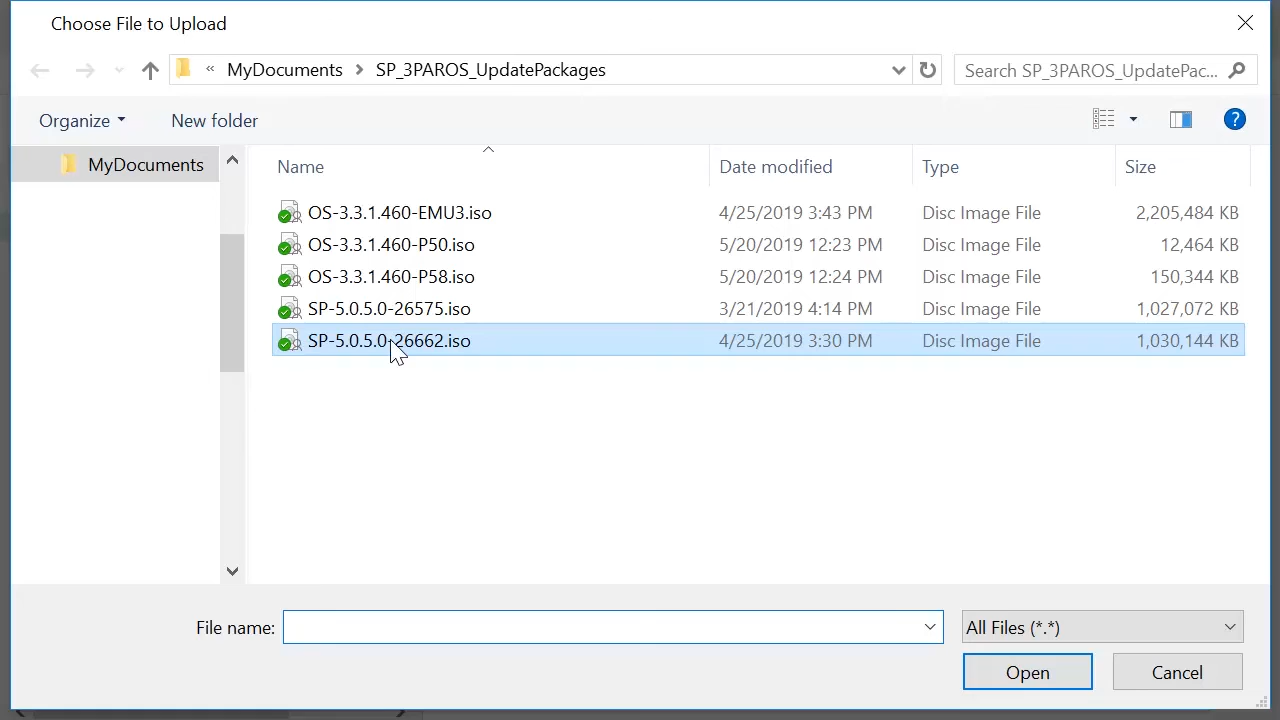 Choose File to Upload
« MyDocuments > SP_3PAROS_UpdatePackages
Search SP_3PAROS_UpdatePac...
Organize
New folder
?
MyDocuments
Name Date modified Type Size
OS-3.3.1.460-EMU3.iso 4/25/2019 3:43 PM Disc Image File 2,205,484 KB
OS-3.3.1.460-P50.iso 5/20/2019 12:23 PM Disc Image File 12,464 KB
OS-3.3.1.460-P58.iso 5/20/2019 12:24 PM Disc Image File 150,344 KB
SP-5.0.5.0-26575.iso 3/21/2019 4:14 PM Disc Image File 1,027,072 KB
SP-5.0.5.0-26662.iso 4/25/2019 3:30 PM Disc Image File 1,030,144 KB
File name:
All Files (*.*)
Open Cancel